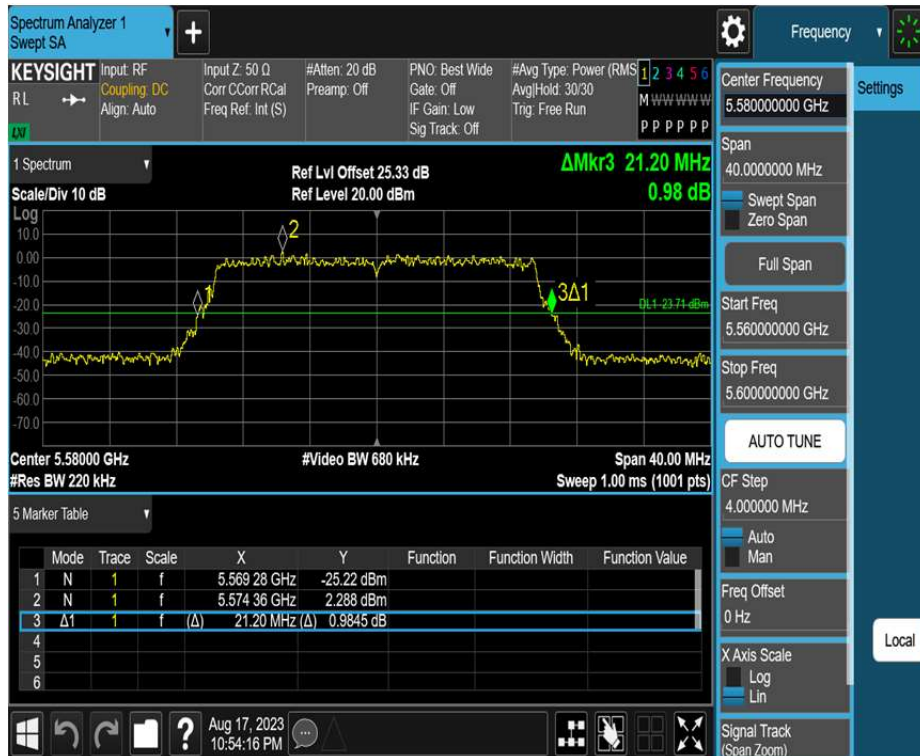 Spectrum Analyzer 1
Swept SA
+
Frequency
KEYSIGHT
RL
LXI
Input: RF
Coupling: DC
Align: Auto
Input Z: 50 Ω
Corr CCorr RCal
Freq Ref: Int (S)
#Atten: 20 dB
Preamp: Off
PNO: Best Wide
Gate: Off
IF Gain: Low
Sig Track: Off
#Avg Type: Power (RMS
Avg|Hold: 30/30
Trig: Free Run
1 2 3 4 5 6
M W W W W W
P P P P P P
1 Spectrum
Scale/Div 10 dB
Ref Lvl Offset 25.33 dB
Ref Level 20.00 dBm
ΔMkr3 21.20 MHz
0.98 dB
Log
10.0
0.00
-10.0
-20.0
-30.0
-40.0
-50.0
-60.0
-70.0
1
2
3Δ1
DL1 -23.71 dBm
Center 5.58000 GHz
#Res BW 220 kHz
#Video BW 680 kHz
Span 40.00 MHz
Sweep 1.00 ms (1001 pts)
5 Marker Table
Mode Trace Scale X Y Function Function Width Function Value
1 N 1 f 5.569 28 GHz -25.22 dBm
2 N 1 f 5.574 36 GHz 2.288 dBm
3 Δ1 1 f (Δ) 21.20 MHz (Δ) 0.9845 dB
4
5
6
?
Aug 17, 2023
10:54:16 PM
Center Frequency
5.580000000 GHz
Span
40.0000000 MHz
Swept Span
Zero Span
Full Span
Start Freq
5.560000000 GHz
Stop Freq
5.600000000 GHz
AUTO TUNE
CF Step
4.000000 MHz
Auto
Man
Freq Offset
0 Hz
X Axis Scale
Log
Lin
Signal Track
(Span Zoom)
Settings
Local